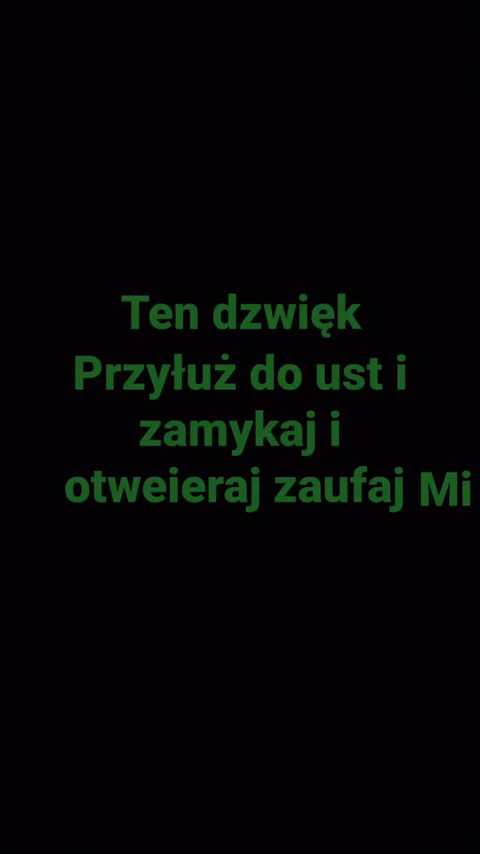 Ten dzwięk
Przyłuż do ust i
zamykaj i
otweieraj zaufaj Mi